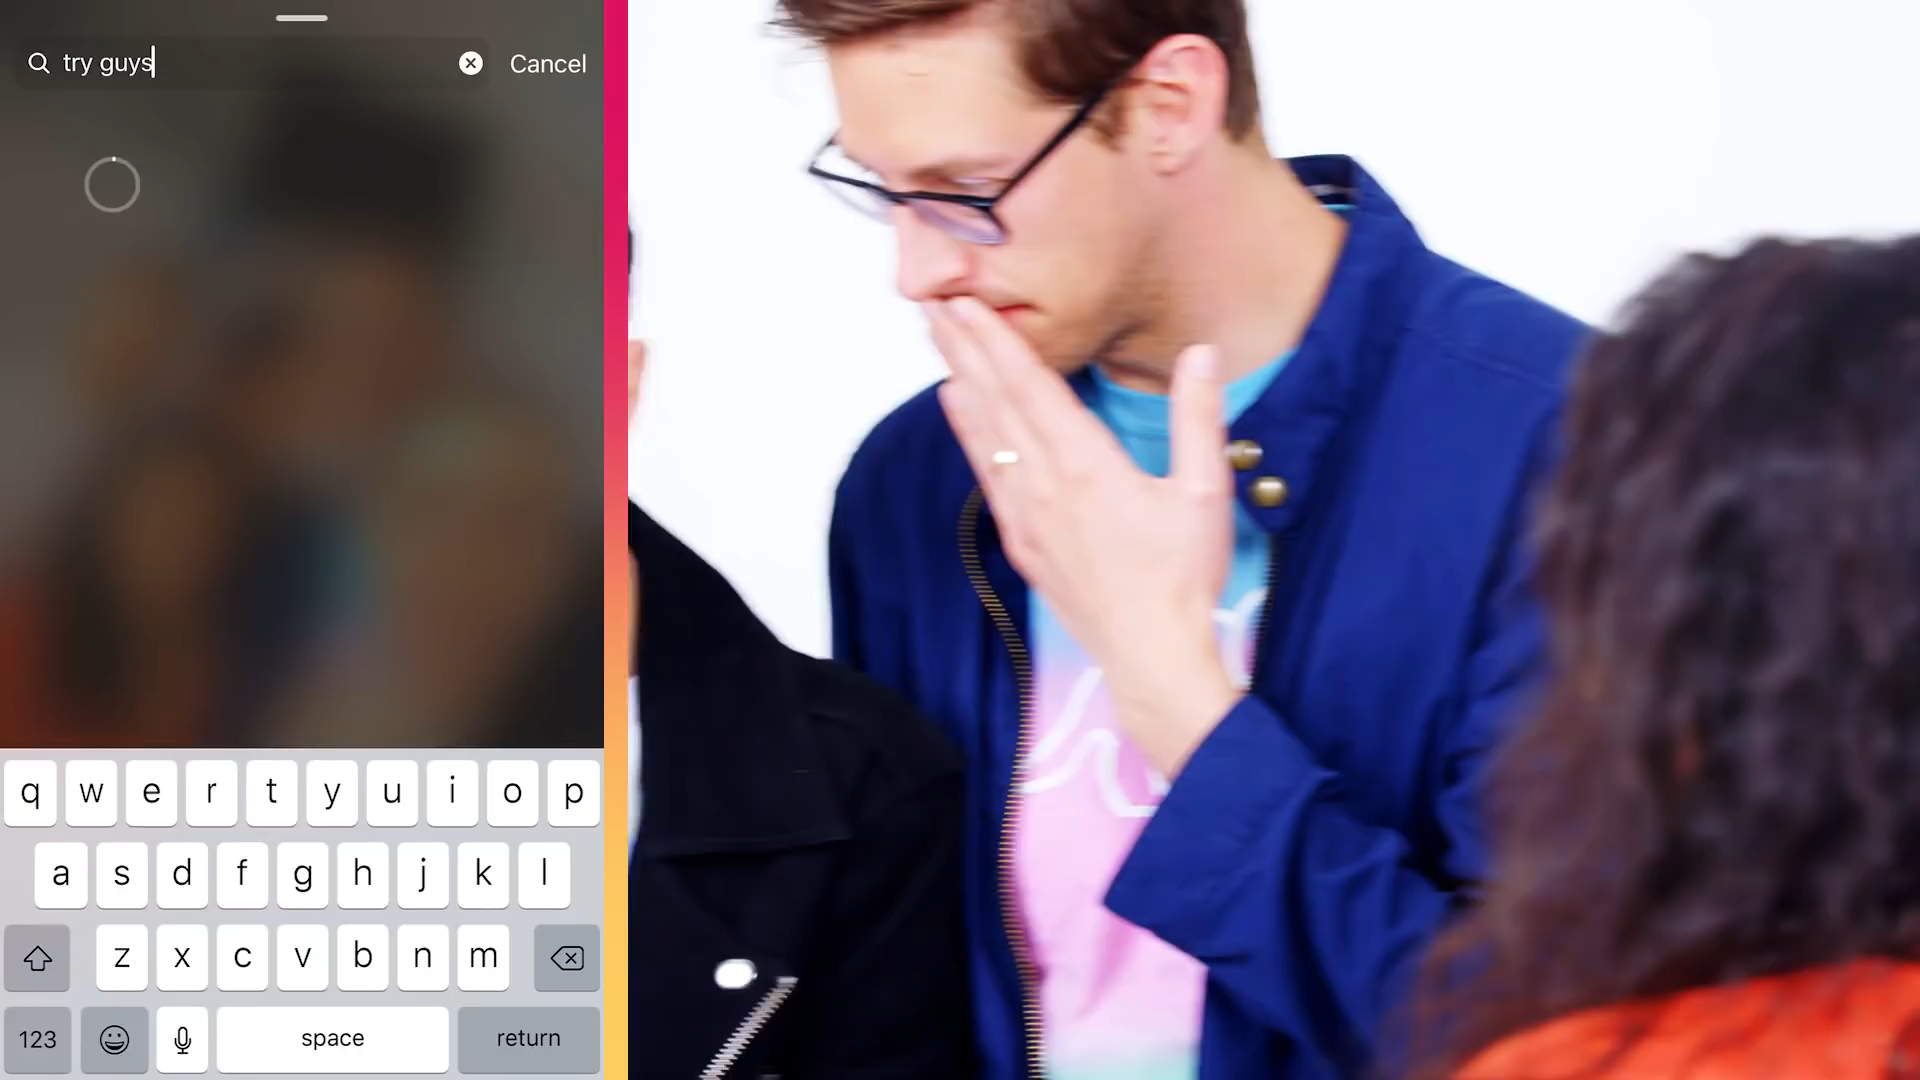 try guys
Cancel
q w e r t y u i o p
a s d f g h j k l
z x c v b n m
123 space return